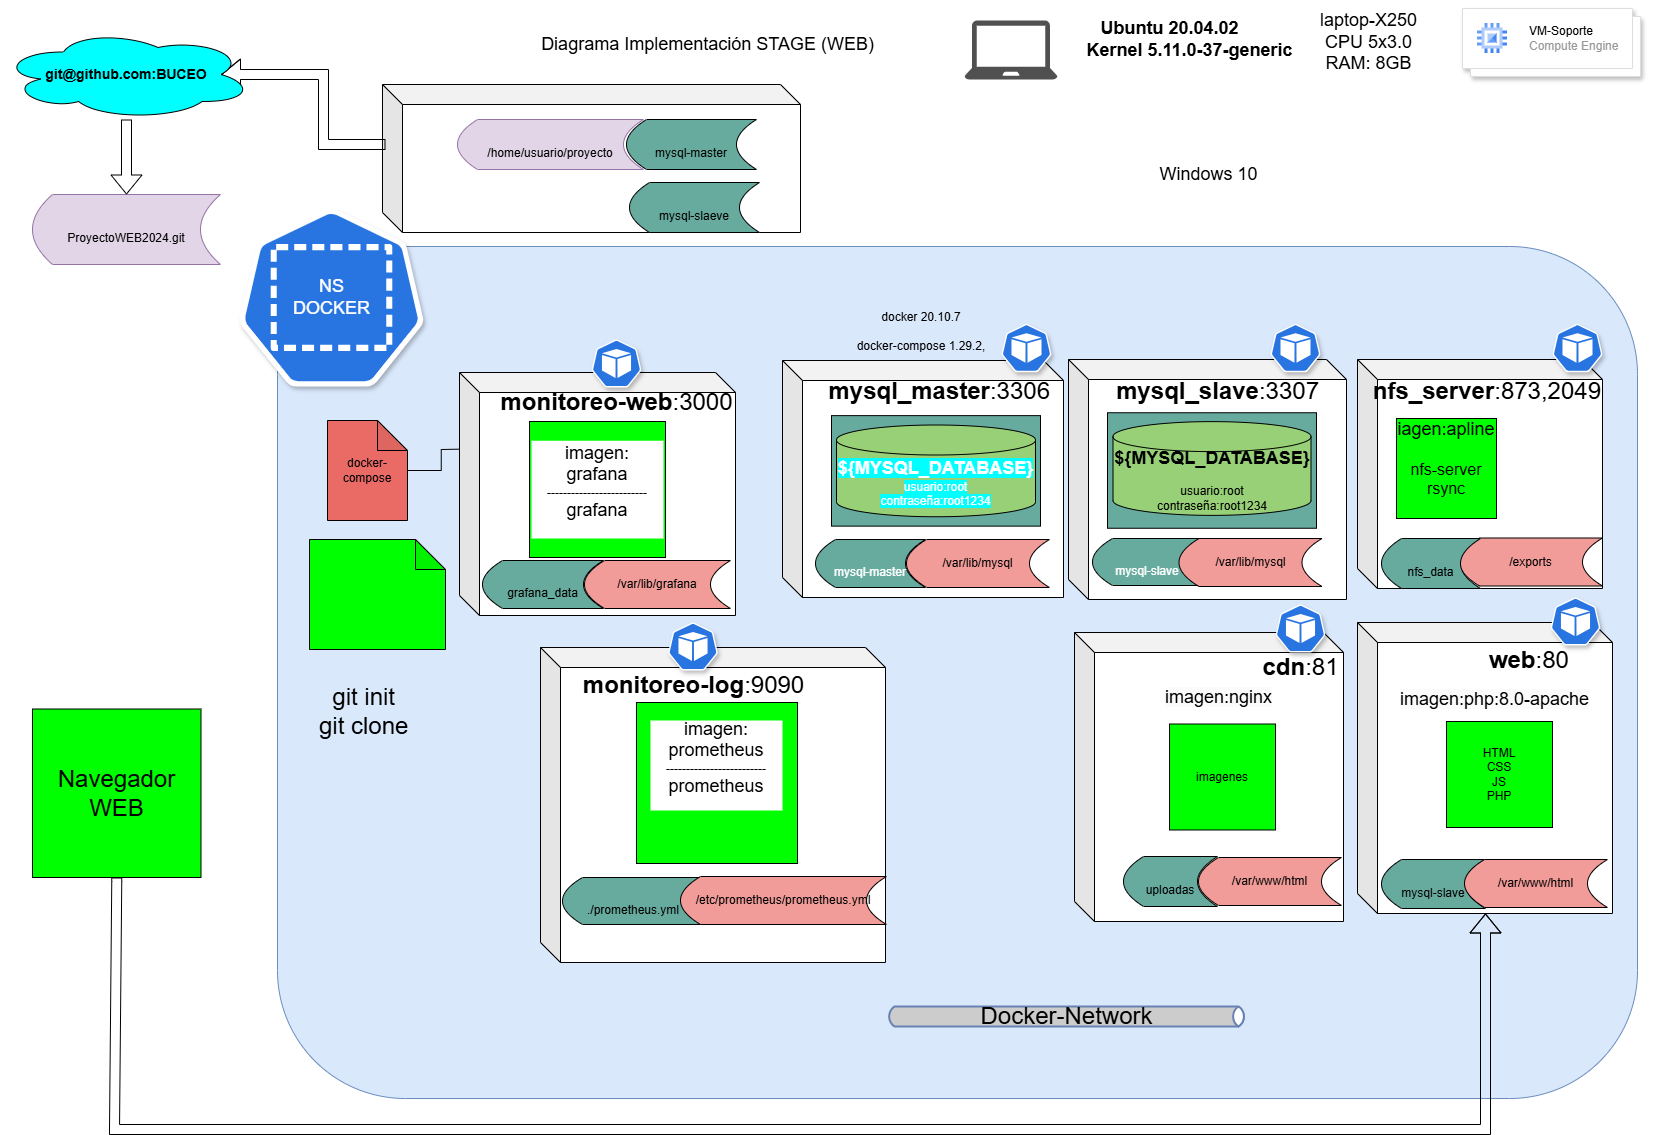 Diagrama Implementación STAGE (WEB)
Ubuntu 20.04.02
Kernel 5.11.0-37-generic
laptop-X250
CPU 5x3.0
RAM: 8GB
VM-Soporte
Compute Engine
git@github.com:BUCEO
/home/usuario/proyecto
mysql-master
mysql-slaeve
Windows 10
ProyectoWEB2024.git
NS
DOCKER
docker 20.10.7
docker-compose 1.29.2,
monitoreo-web:3000
imagen:
grafana
-------------------------
grafana
grafana_data
/var/lib/grafana
docker-
compose
mysql_master:3306
${MYSQL_DATABASE}
usuario:root
contraseña:root1234
mysql-master
/var/lib/mysql
mysql_slave:3307
${MYSQL_DATABASE}
usuario:root
contraseña:root1234
mysql-slave
/var/lib/mysql
nfs_server:873,2049
iagen:apline
nfs-server
rsync
nfs_data
/exports
git init
git clone
monitoreo-log:9090
imagen:
prometheus
-------------------------
prometheus
./prometheus.yml
/etc/prometheus/prometheus.yml
cdn:81
imagen:nginx
imagenes
uploadas
/var/www/html
web:80
imagen:php:8.0-apache
HTML
CSS
JS
PHP
mysql-slave
/var/www/html
Navegador
WEB
Docker-Network